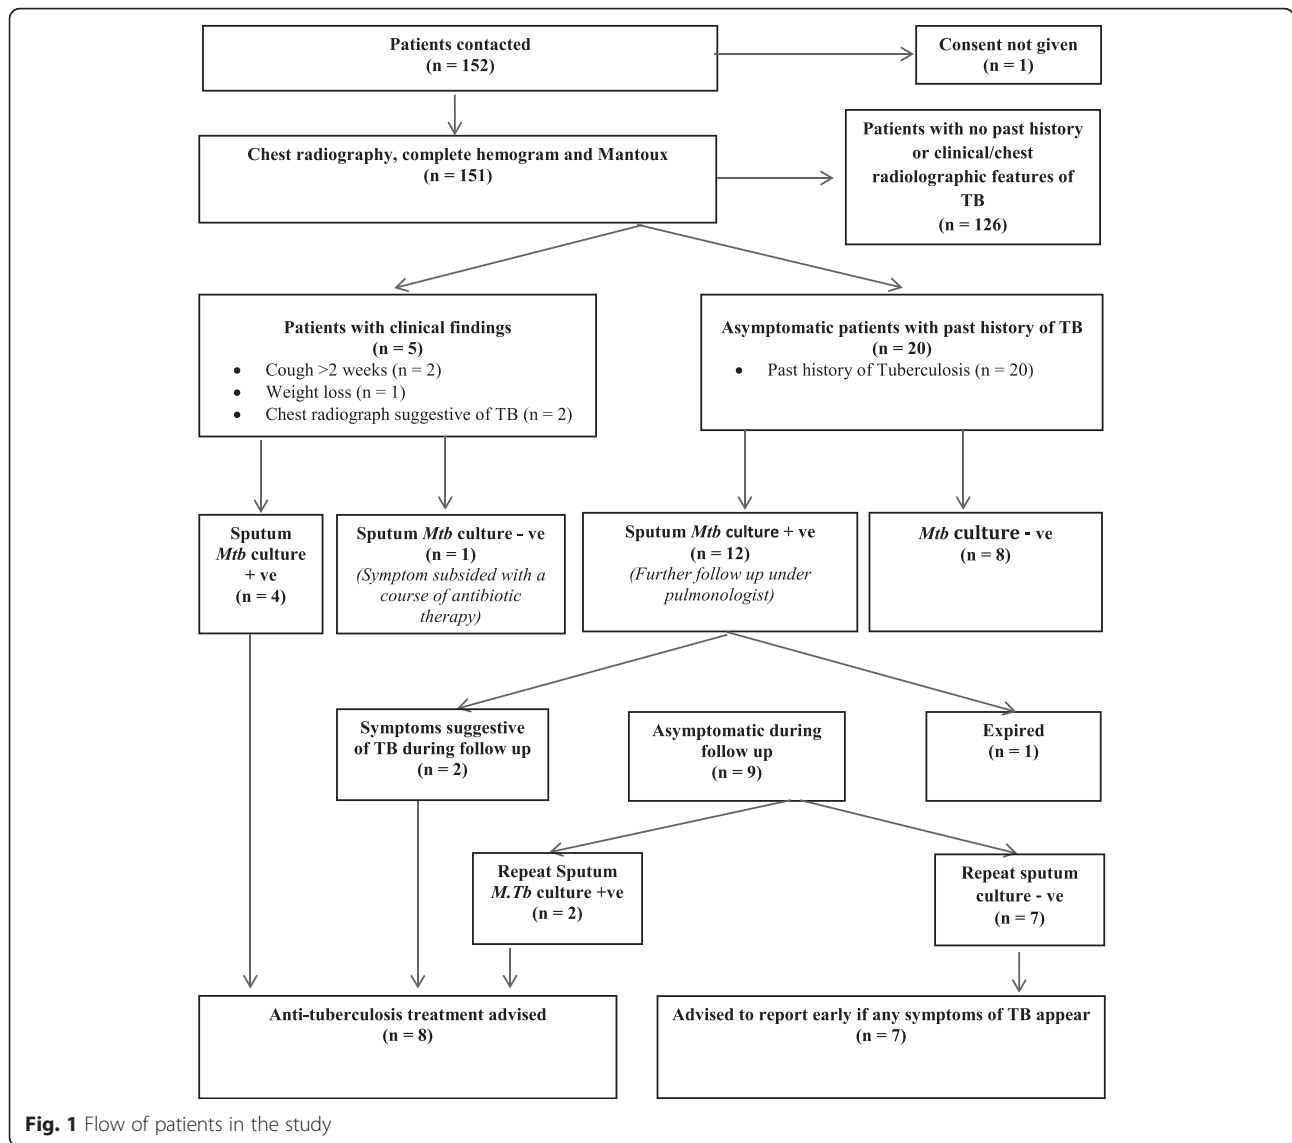 Patients contacted
(n = 152)
Consent not given
(n = 1)
Chest radiography, complete hemogram and Mantoux
(n = 151)
Patients with no past history
or clinical/chest
radiolographic features of
TB
(n = 126)
Patients with clinical findings
(n = 5)
• Cough >2 weeks (n = 2)
• Weight loss (n = 1)
• Chest radiograph suggestive of TB (n = 2)
Asymptomatic patients with past history of TB
(n = 20)
• Past history of Tuberculosis (n = 20)
Sputum
Mtb culture
+ ve
(n = 4)
Sputum Mtb culture - ve
(n = 1)
(Symptom subsided with a
course of antibiotic
therapy)
Sputum Mtb culture + ve
(n = 12)
(Further follow up under
pulmonologist)
Mtb culture - ve
(n = 8)
Symptoms suggestive
of TB during follow up
(n = 2)
Asymptomatic during
follow up
(n = 9)
Expired
(n = 1)
Repeat Sputum
M.Tb culture +ve
(n = 2)
Repeat sputum
culture - ve
(n = 7)
Anti-tuberculosis treatment advised
(n = 8)
Advised to report early if any symptoms of TB appear
(n = 7)
Fig. 1 Flow of patients in the study